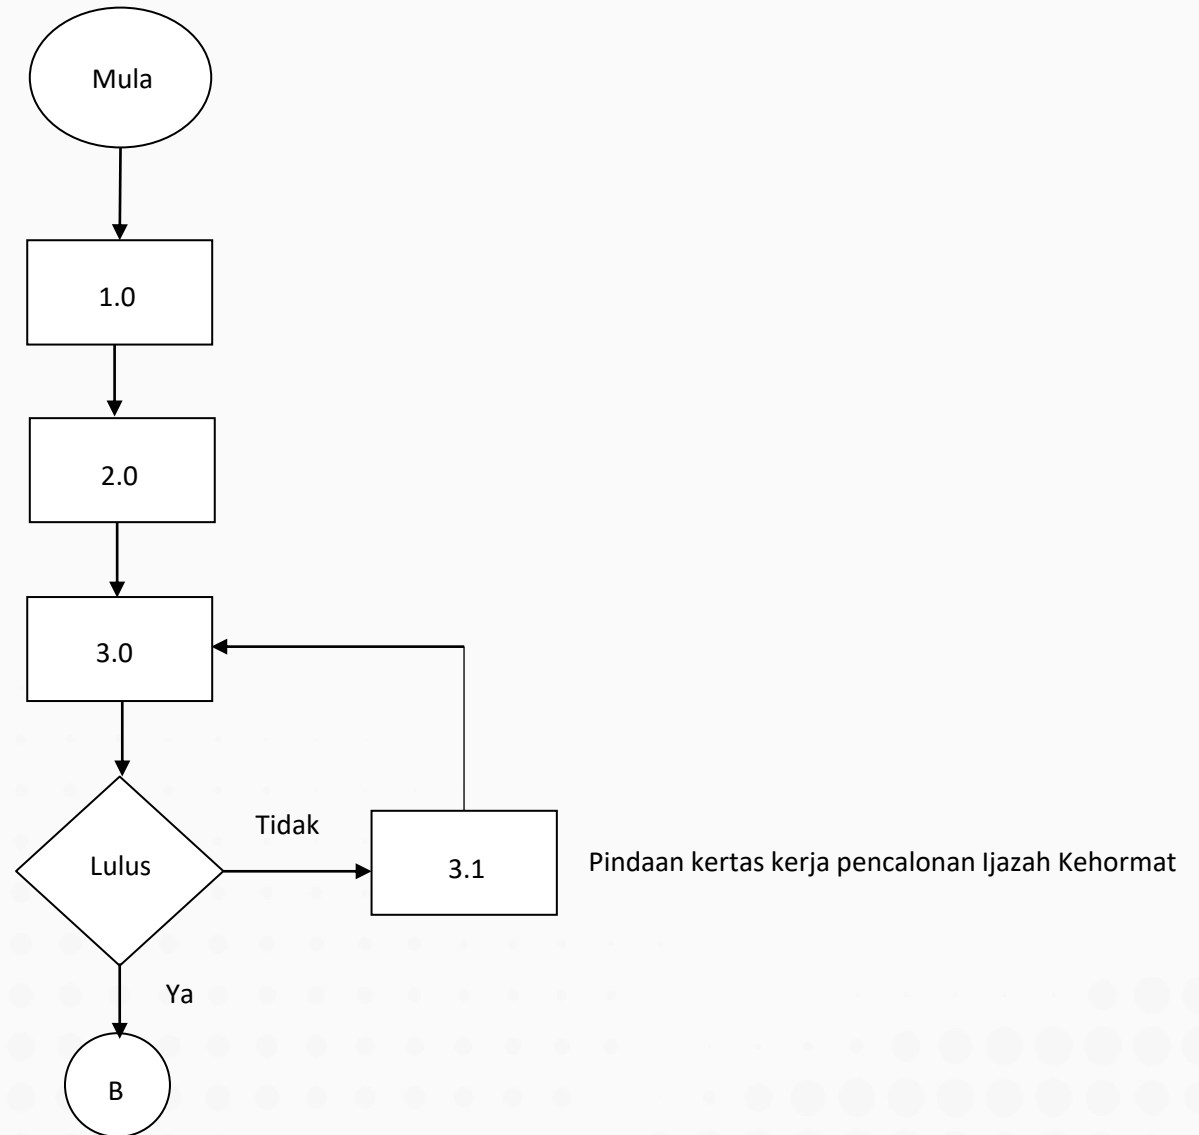 Mula
1.0
2.0
3.0
Lulus
Tidak
3.1
Pindaan kertas kerja pencalonan Ijazah Kehormat
Ya
B